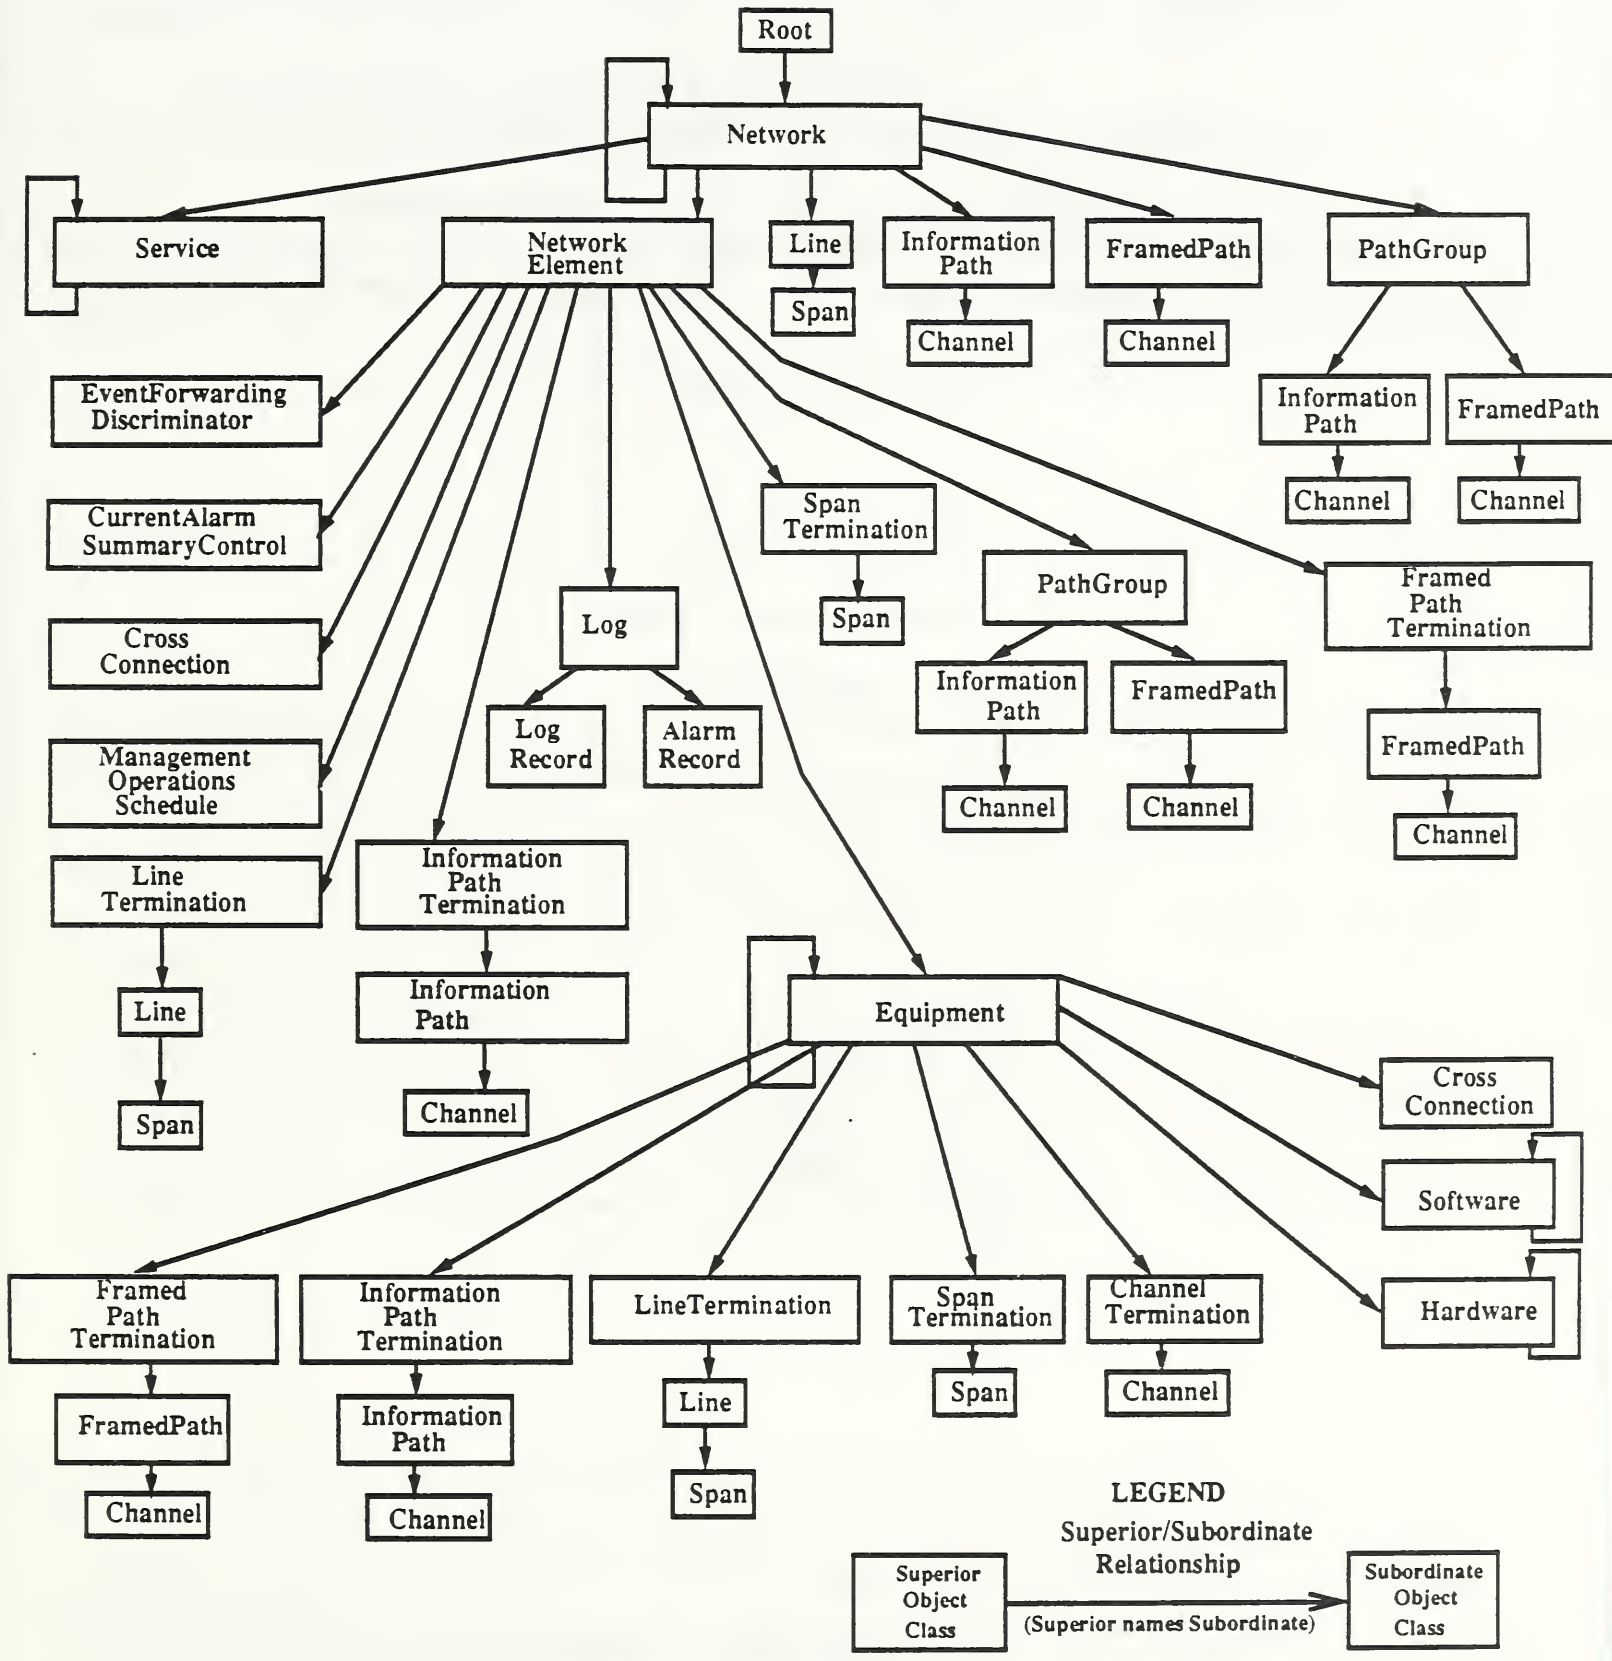 Root
Network
Service
Network
Element
Line
Span
Information
Path
Channel
FramedPath
Channel
PathGroup
Information
Path
Channel
FramedPath
Channel
EventForwarding
Discriminator
CurrentAlarm
SummaryControl
Cross
Connection
Management
Operations
Schedule
Line
Termination
Line
Span
Information
Path
Termination
Information
Path
Channel
Log
Log
Record
Alarm
Record
Span
Termination
Span
PathGroup
Information
Path
Channel
FramedPath
Channel
Framed
Path
Termination
FramedPath
Channel
Equipment
Cross
Connection
Software
Hardware
Framed
Path
Termination
FramedPath
Channel
Information
Path
Termination
Information
Path
Channel
LineTermination
Line
Span
Span
Termination
Span
Channel
Termination
Channel
LEGEND
Superior/Subordinate
Relationship
Superior
Object
Class
(Superior names Subordinate)
Subordinate
Object
Class